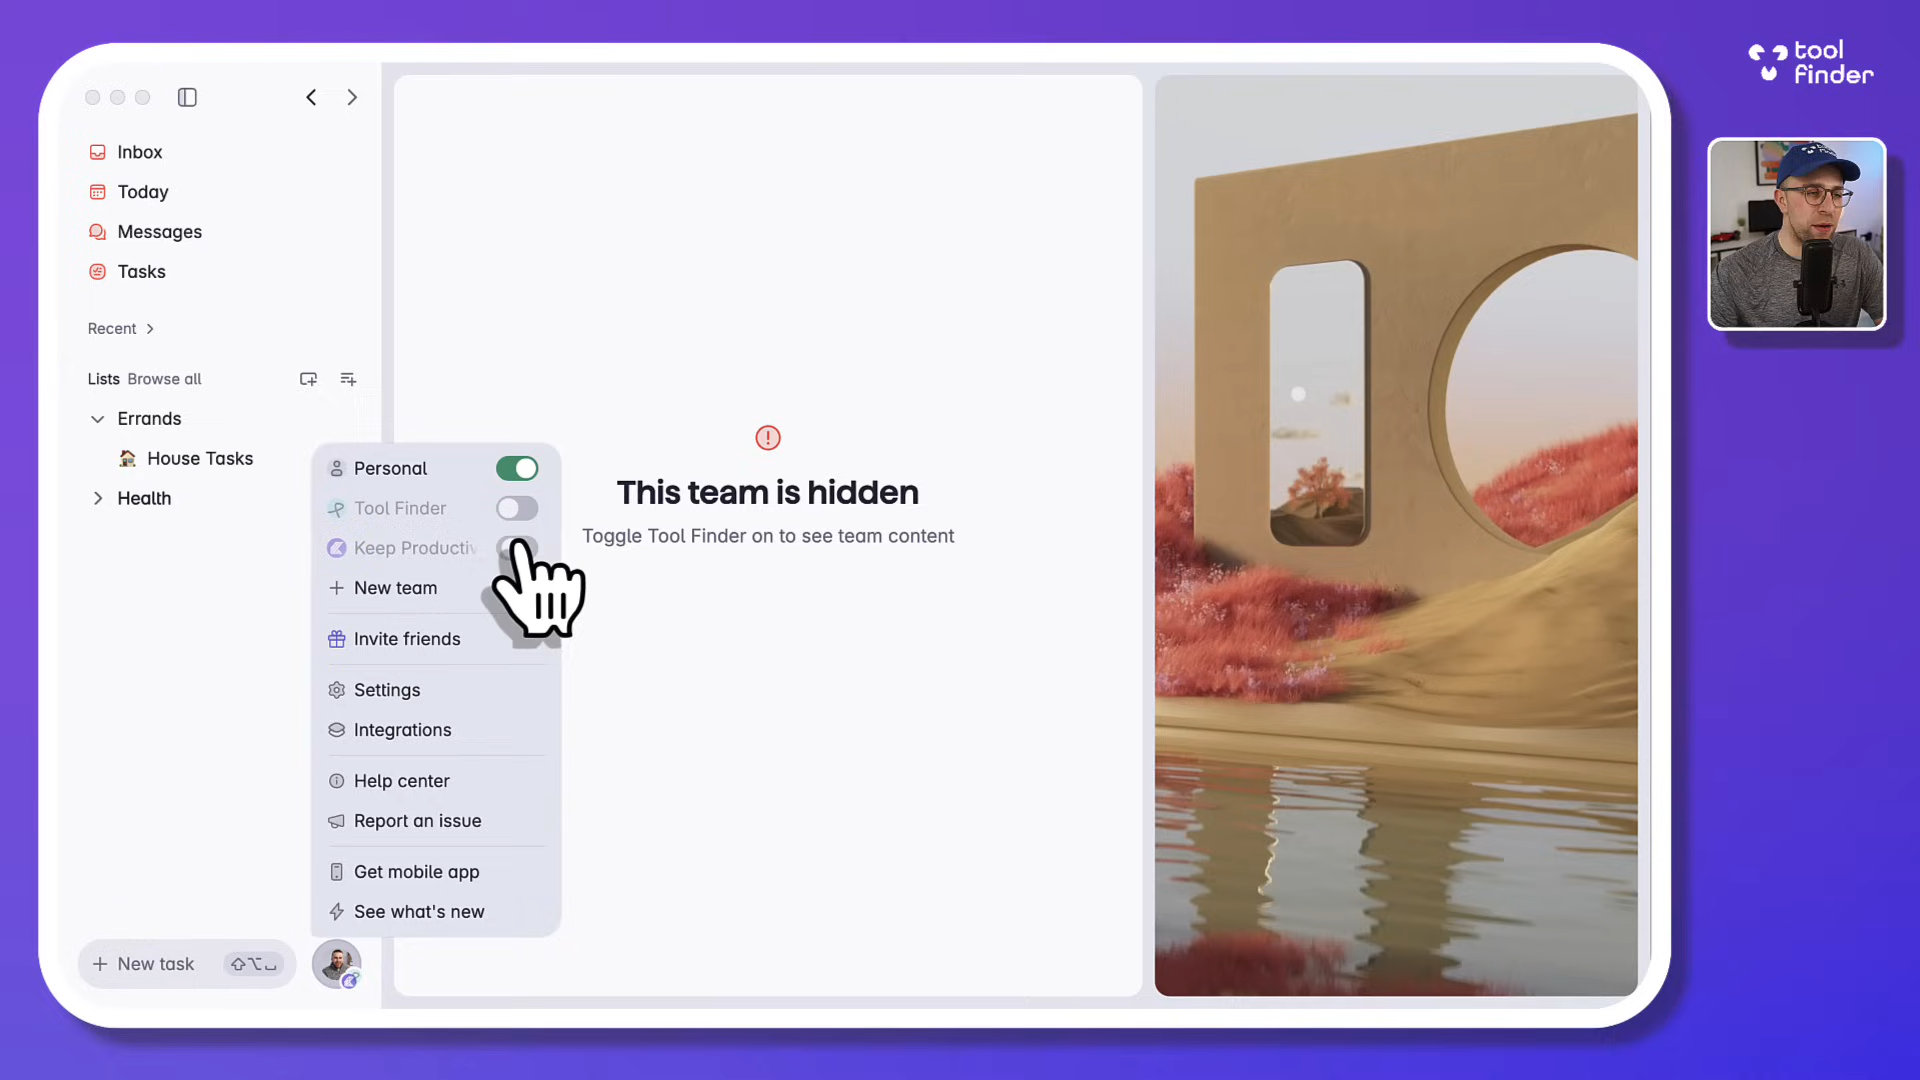 tool
finder
Inbox
Today
Messages
Tasks
Recent
Lists Browse all
Errands
House Tasks
Health
Personal
Tool Finder
Keep Productiv
New team
Invite friends
Settings
Integrations
Help center
Report an issue
Get mobile app
See what's new
New task
This team is hidden
Toggle Tool Finder on to see team content